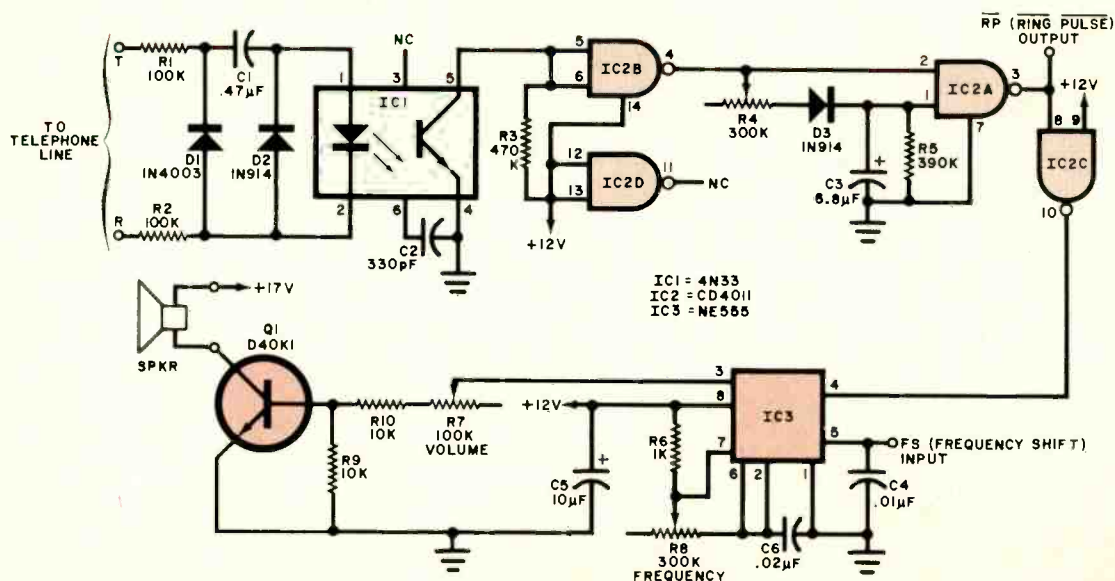 RP (RING PULSE)
OUTPUT
T
R1
100K
C1
.47µF
NC
1
3
5
IC1
2
6
4
TO
TELEPHONE
LINE
D1
1N4003
D2
1N914
R
R2
100K
C2
330pF
5
6
IC2B
4
14
R3
470
K
12
13
IC2D
11
NC
+12V
R4
300K
D3
1N914
2
1
IC2A
3
7
C3
6.8µF
R5
390K
+12V
8
9
IC2C
10
IC1 = 4N33
IC2 = CD4011
IC3 = NE555
+17V
SPKR
Q1
D40K1
R10
10K
R7
100K
VOLUME
R9
10K
+12V
C5
10µF
R6
1K
R8
300K
FREQUENCY
3
8
7
6
2
1
IC3
4
5
C6
.02µF
FS (FREQUENCY SHIFT)
INPUT
C4
.01µF